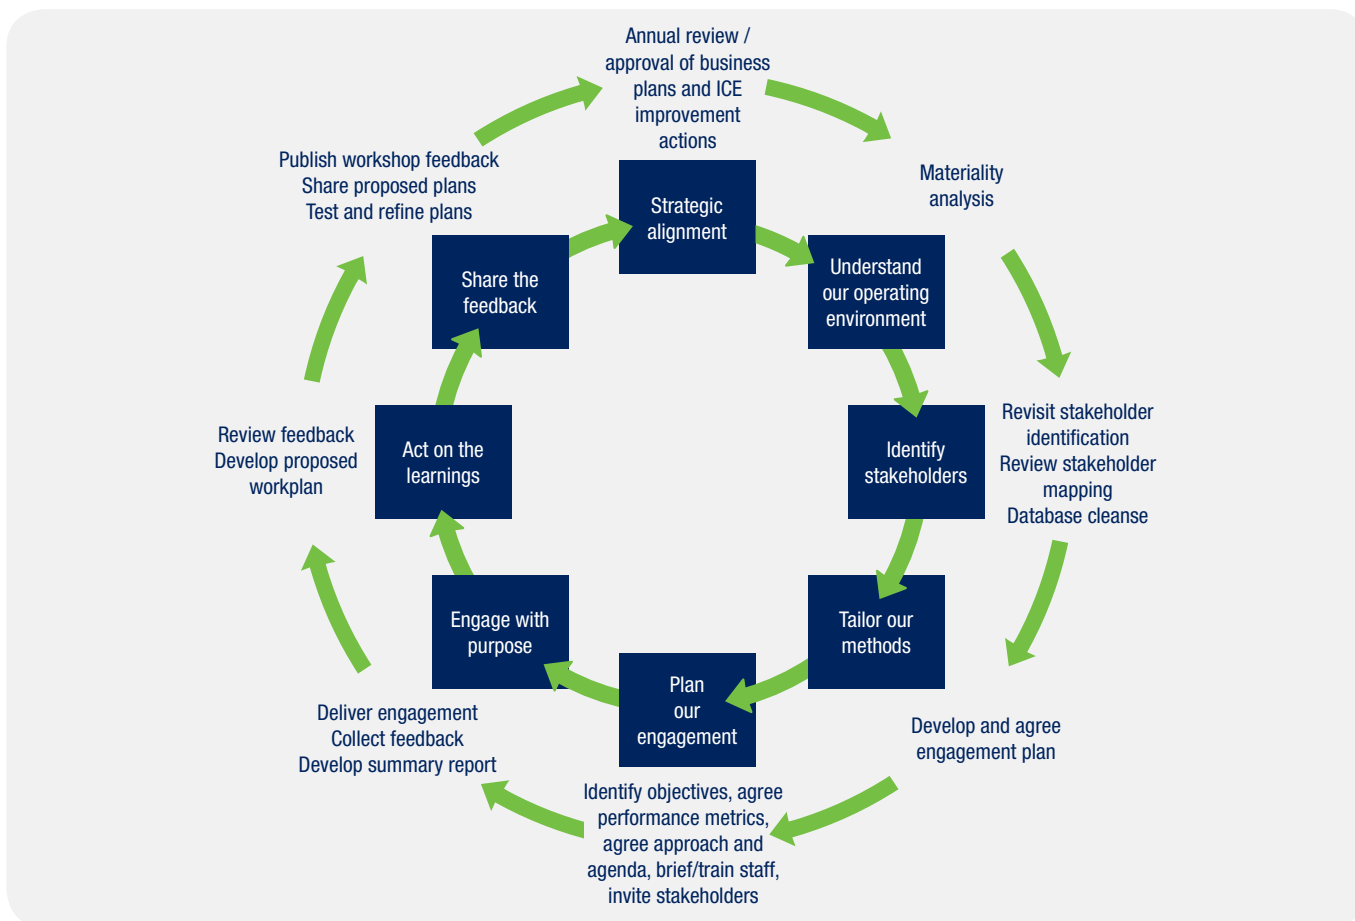 Annual review /
approval of business
plans and ICE
improvement
actions
Strategic
alignment
Materiality
analysis
Understand
our operating
environment
Revisit stakeholder
identification
Review stakeholder
mapping
Database cleanse
Identify
stakeholders
Develop and agree
engagement plan
Tailor our
methods
Identify objectives, agree
performance metrics,
agree approach and
agenda, brief/train staff,
invite stakeholders
Plan
our
engagement
Deliver engagement
Collect feedback
Develop summary report
Engage with
purpose
Review feedback
Develop proposed
workplan
Act on the
learnings
Publish workshop feedback
Share proposed plans
Test and refine plans
Share the
feedback